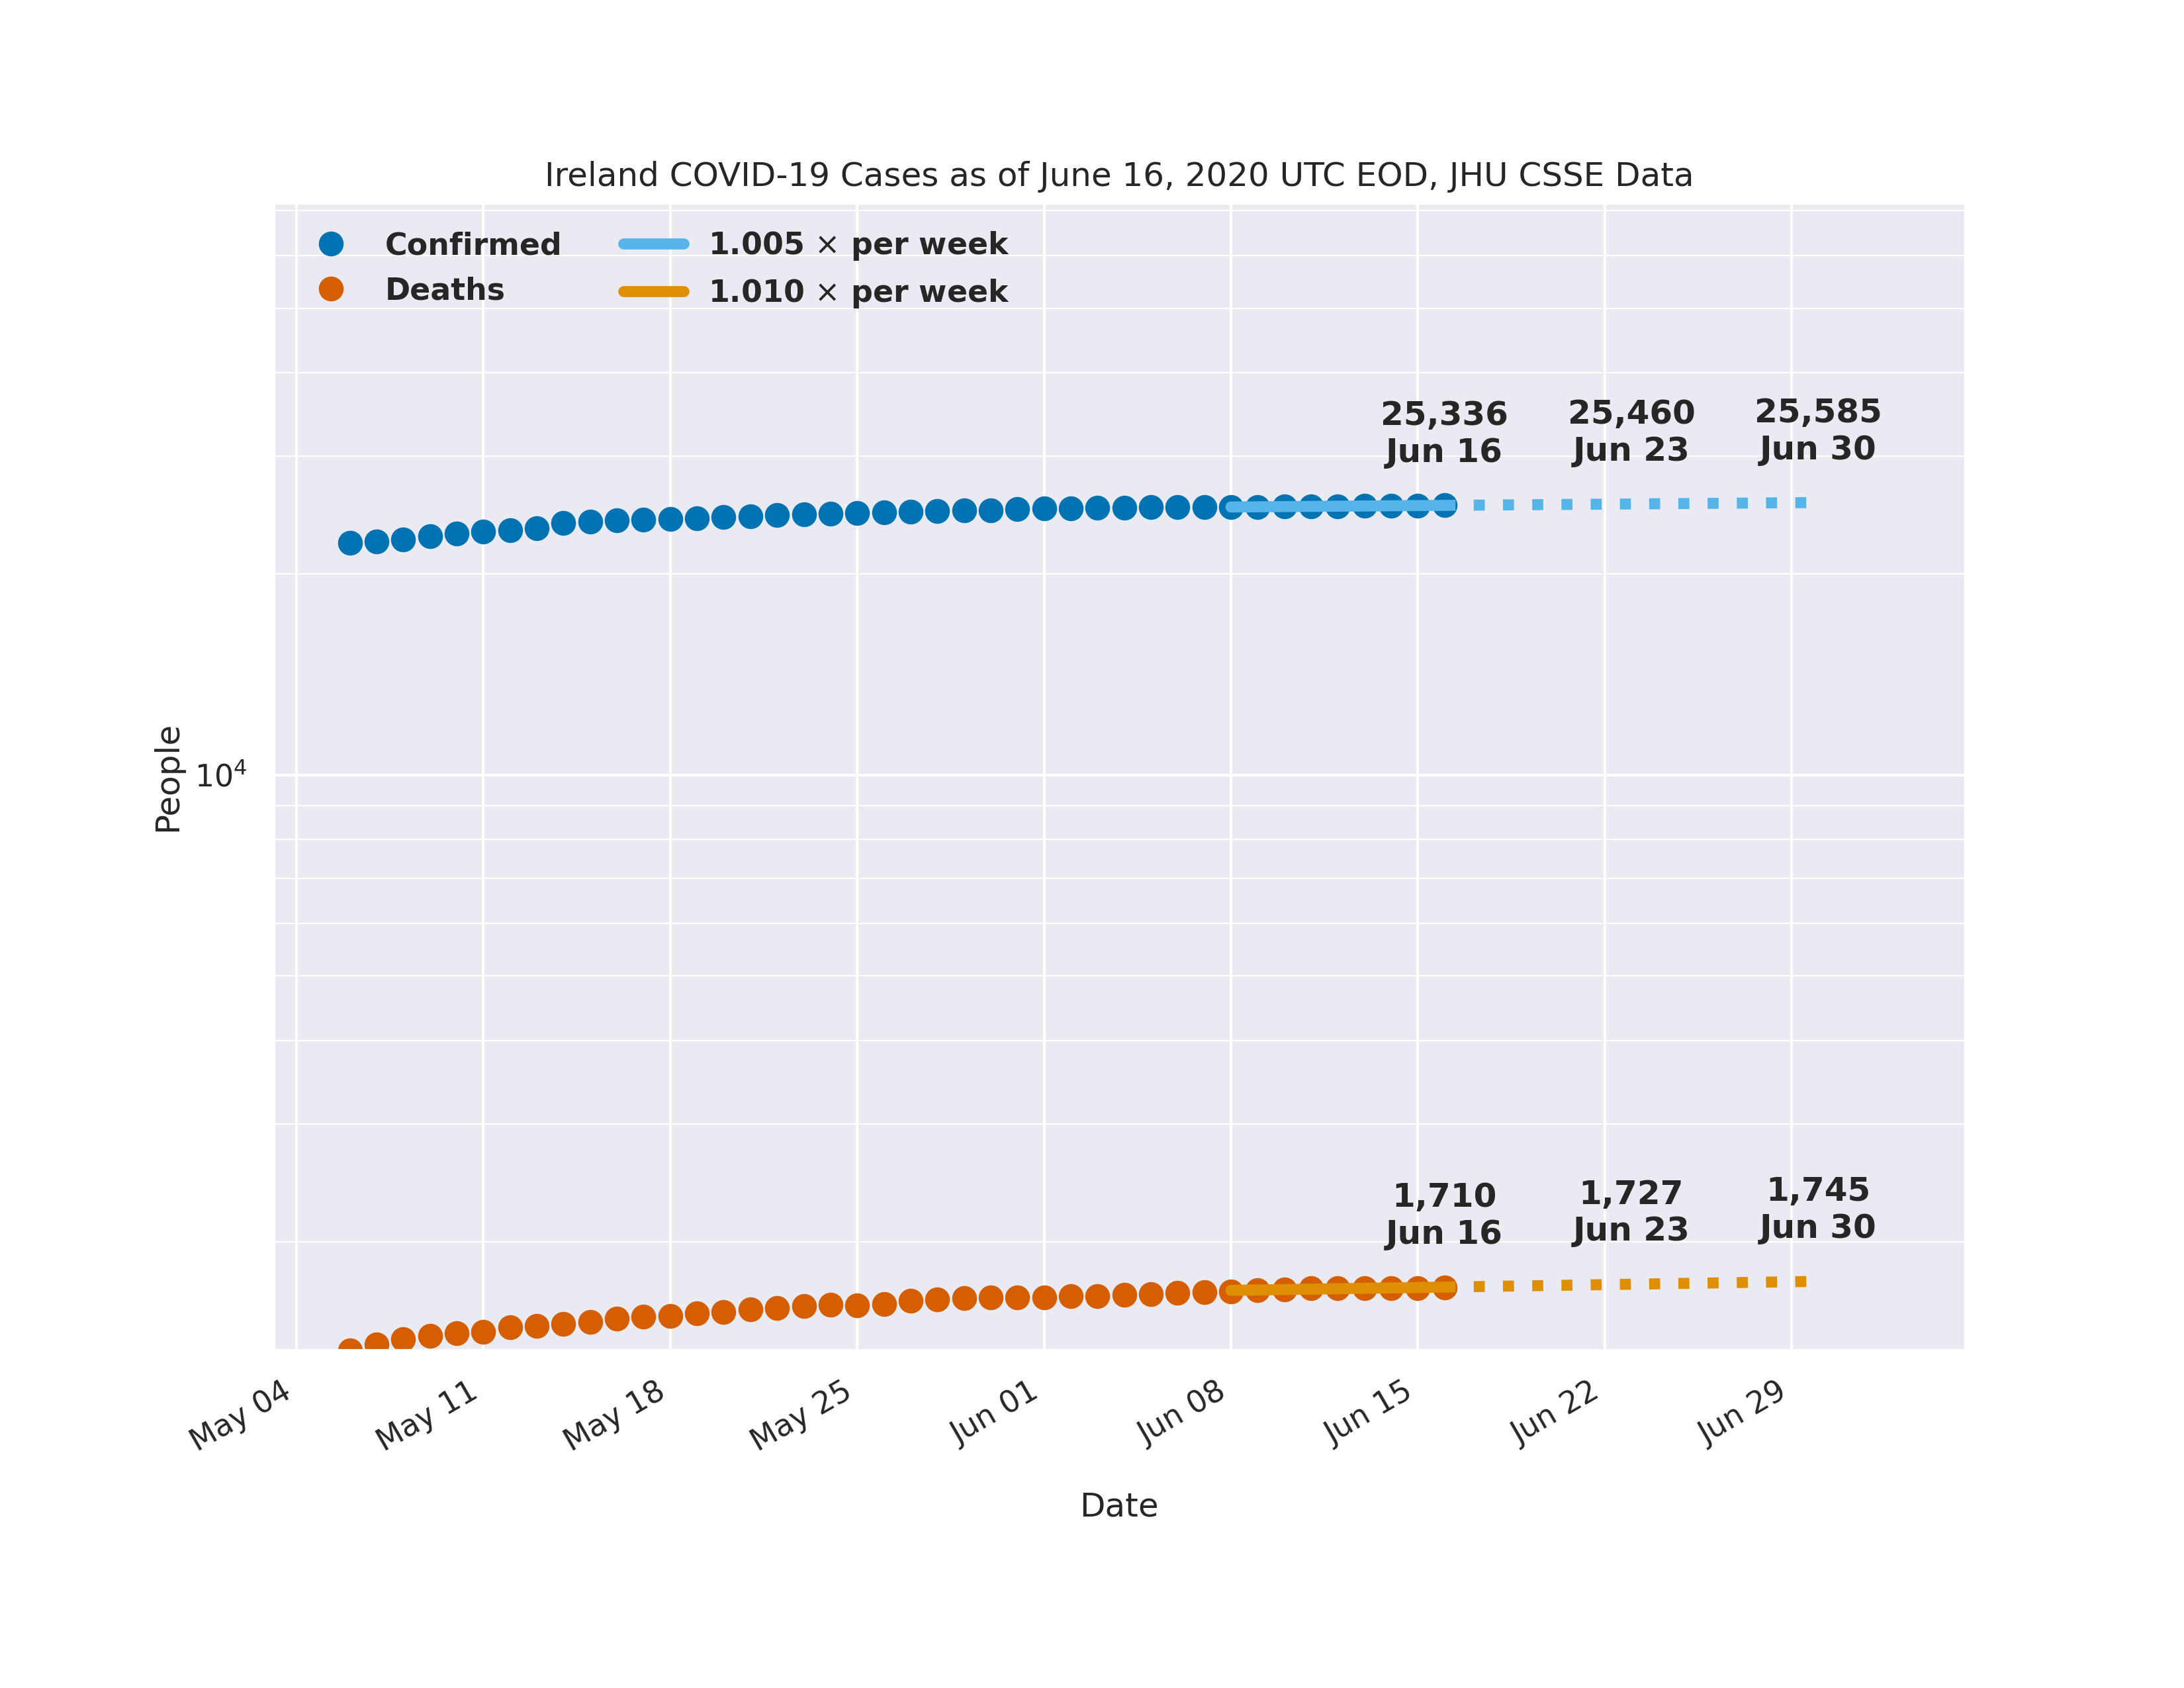 Ireland COVID-19 Cases as of June 16, 2020 UTC EOD, JHU CSSE Data
Confirmed
Deaths
1.005 × per week
1.010 × per week
25,336
Jun 16
25,460
Jun 23
25,585
Jun 30
People
10⁴
1,710
Jun 16
1,727
Jun 23
1,745
Jun 30
May 04
May 11
May 18
May 25
Jun 01
Jun 08
Jun 15
Jun 22
Jun 29
Date